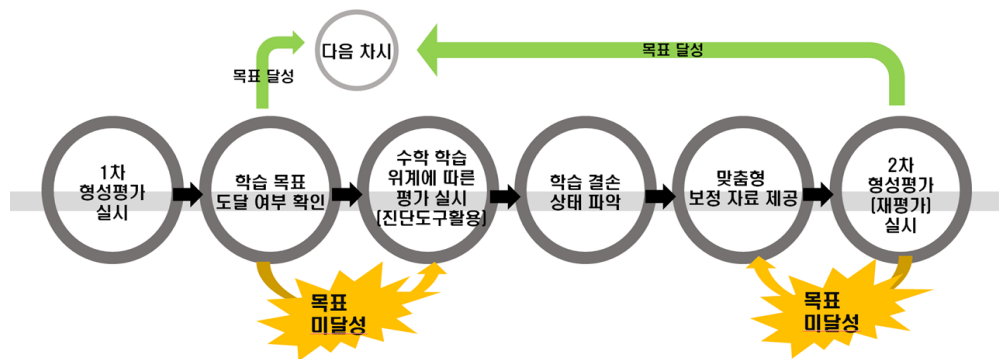 다음 차시
목표 달성
목표 달성
1차
형성평가
실시
학습 목표
도달 여부 확인
수학 학습
위계에 따른
평가 실시
[진단도구활용]
학습 결손
상태 파악
맞춤형
보정 자료 제공
2차
형성평가
[재평가]
실시
목표
미달성
목표
미달성